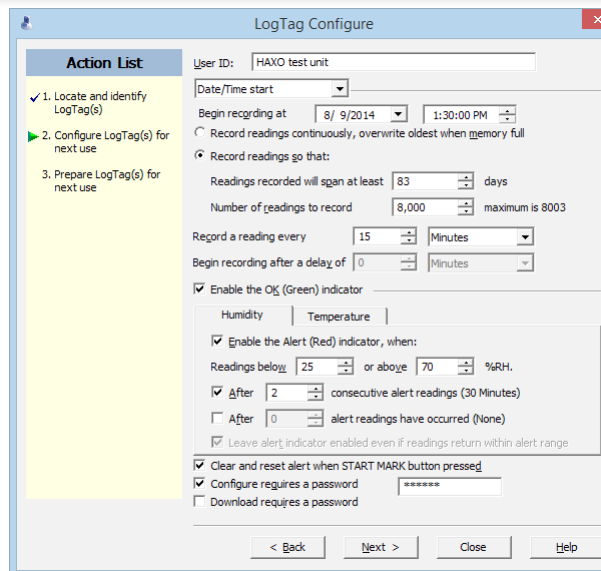 LogTag Configure
Action List
1. Locate and identify
LogTag(s)
2. Configure LogTag(s) for
next use
3. Prepare LogTag(s) for
next use
User ID: HAXO test unit
Date/Time start
Begin recording at 8/ 9/2014 1:30:00 PM
Record readings continuously, overwrite oldest when memory full
Record readings so that:
Readings recorded will span at least 83 days
Number of readings to record 8,000 maximum is 8003
Record a reading every 15 Minutes
Begin recording after a delay of 0 Minutes
Enable the OK (Green) indicator
Humidity Temperature
Enable the Alert (Red) indicator, when:
Readings below 25 or above 70 %RH.
After 2 consecutive alert readings (30 Minutes)
After 0 alert readings have occurred (None)
Leave alert indicator enabled even if readings return within alert range
Clear and reset alert when START MARK button pressed
Configure requires a password ******
Download requires a password
< Back Next > Close Help